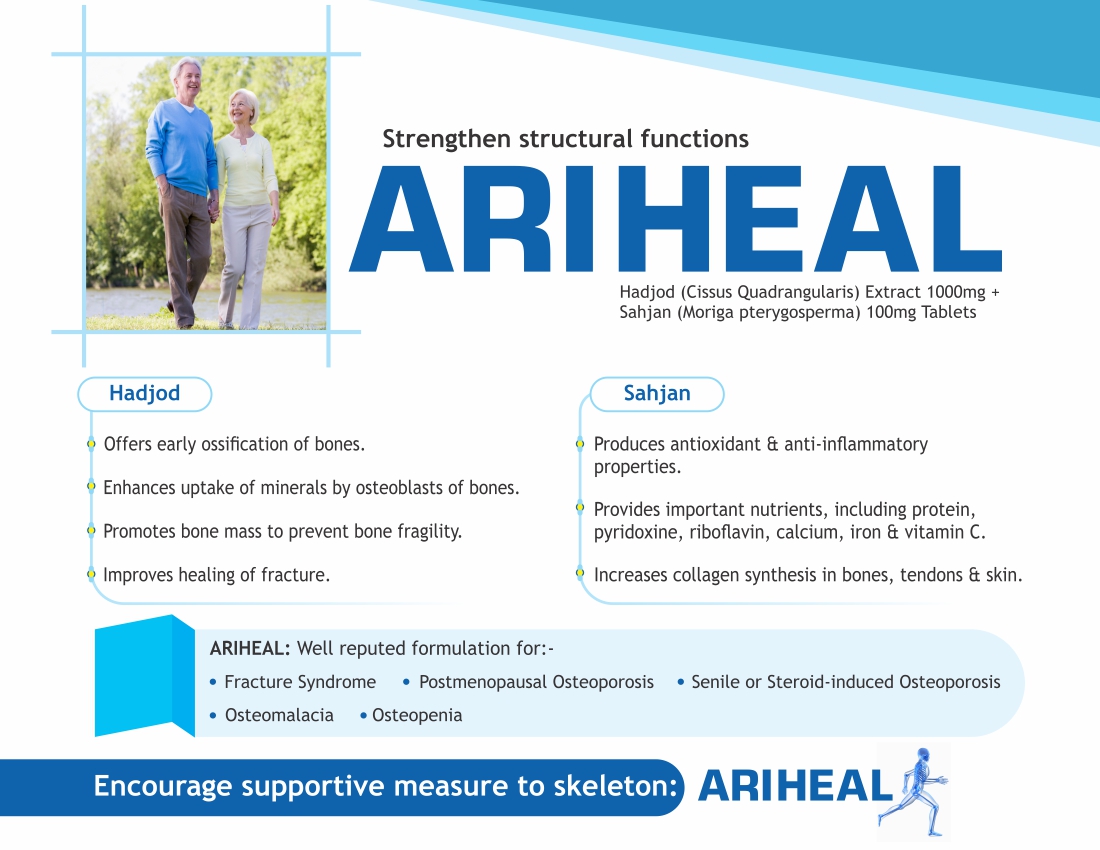 Strengthen structural functions
ARIHEAL
Hadjod (Cissus Quadrangularis) Extract 1000mg +
Sahjan (Moriga pterygosperma) 100mg Tablets
Hadjod
Offers early ossification of bones.
Enhances uptake of minerals by osteoblasts of bones.
Promotes bone mass to prevent bone fragility.
Improves healing of fracture.
Sahjan
Produces antioxidant & anti-inflammatory
properties.
Provides important nutrients, including protein,
pyridoxine, riboflavin, calcium, iron & vitamin C.
Increases collagen synthesis in bones, tendons & skin.
ARIHEAL: Well reputed formulation for:-
• Fracture Syndrome • Postmenopausal Osteoporosis • Senile or Steroid-induced Osteoporosis
• Osteomalacia • Osteopenia
Encourage supportive measure to skeleton: ARIHEAL